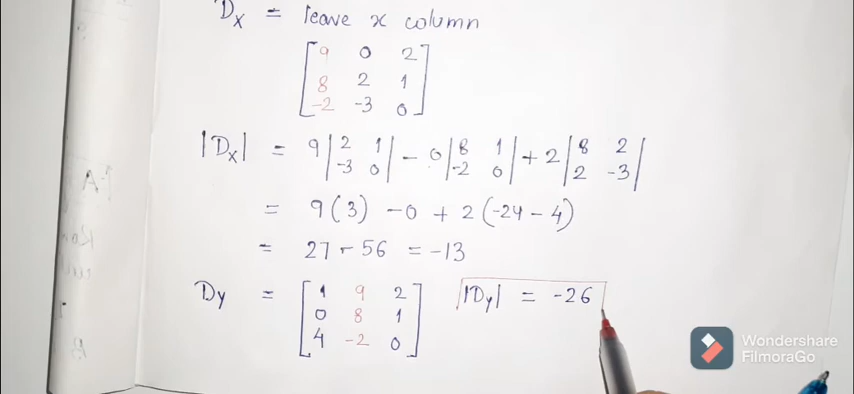 Dx = leave x column
[9 0 2
8 2 1
-2 -3 0]
|Dx| = 9|2 1 -3 0| - 0|8 1 -2 0| + 2|8 2 2 -3|
= 9(3) - 0 + 2(-24 - 4)
= 27 - 56 = -13
Dy = [1 9 2
0 8 1
4 -2 0]
|Dy| = -26
Wondershare
FilmoraGo